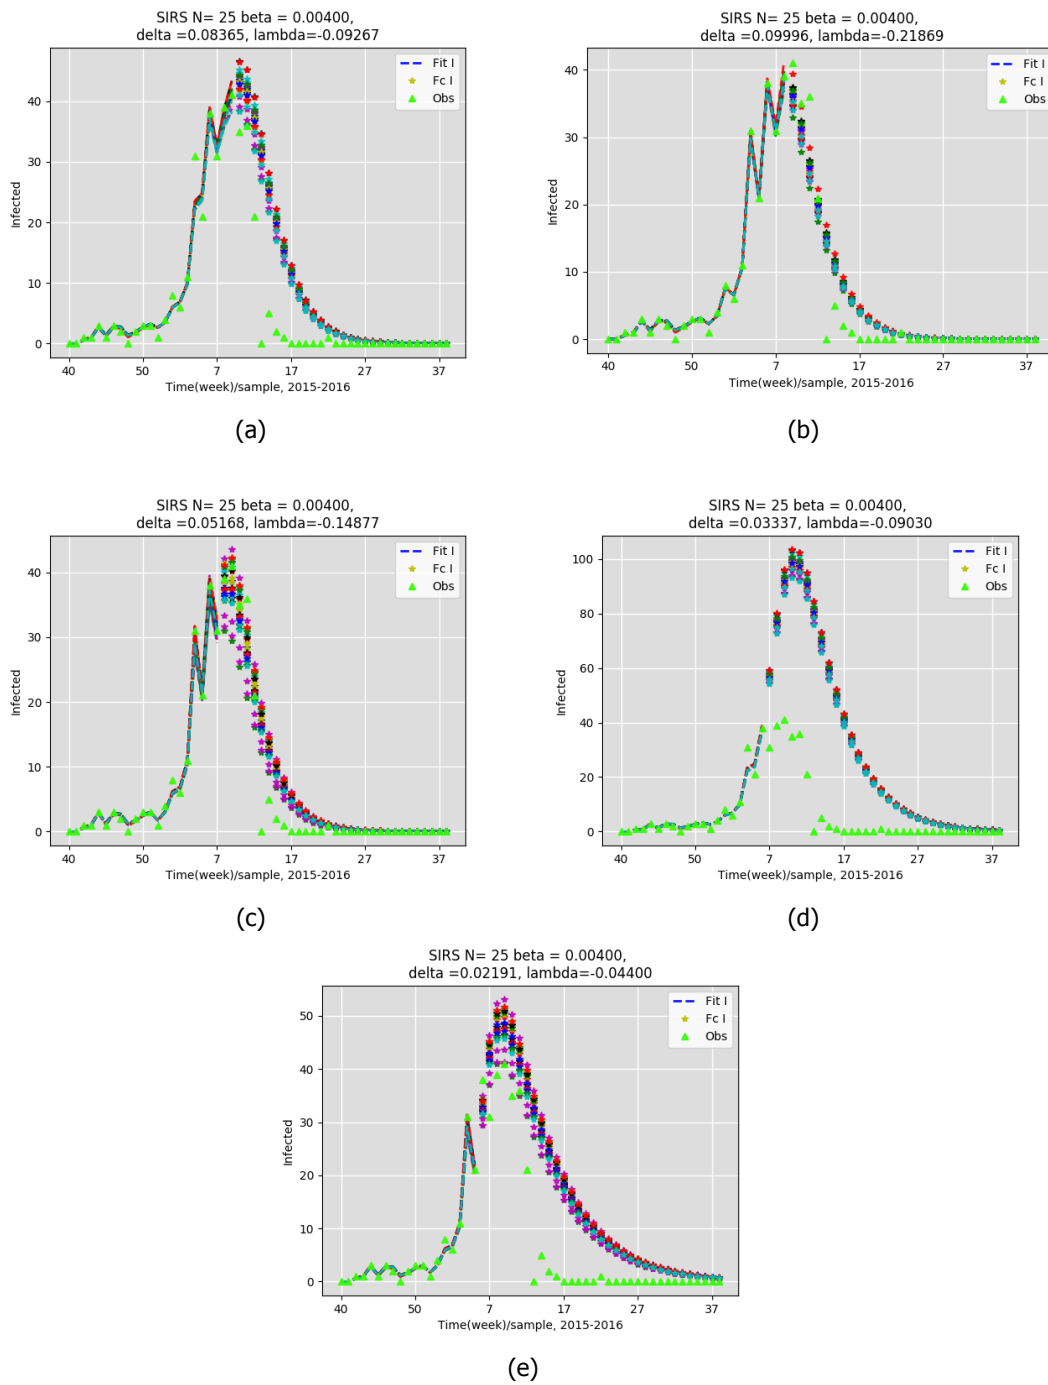 SIRS N= 25 beta = 0.00400,
delta =0.08365, lambda=-0.09267
Fit I
Fc I
Obs
Infected
40
30
20
10
0
40 50 7 17 27 37
Time(week)/sample, 2015-2016
(a)
SIRS N= 25 beta = 0.00400,
delta =0.09996, lambda=-0.21869
Fit I
Fc I
Obs
Infected
40
30
20
10
0
40 50 7 17 27 37
Time(week)/sample, 2015-2016
(b)
SIRS N= 25 beta = 0.00400,
delta =0.05168, lambda=-0.14877
Fit I
Fc I
Obs
Infected
40
30
20
10
0
40 50 7 17 27 37
Time(week)/sample, 2015-2016
(c)
SIRS N= 25 beta = 0.00400,
delta =0.03337, lambda=-0.09030
Fit I
Fc I
Obs
Infected
100
80
60
40
20
0
40 50 7 17 27 37
Time(week)/sample, 2015-2016
(d)
SIRS N= 25 beta = 0.00400,
delta =0.02191, lambda=-0.04400
Fit I
Fc I
Obs
Infected
50
40
30
20
10
0
40 50 7 17 27 37
Time(week)/sample, 2015-2016
(e)